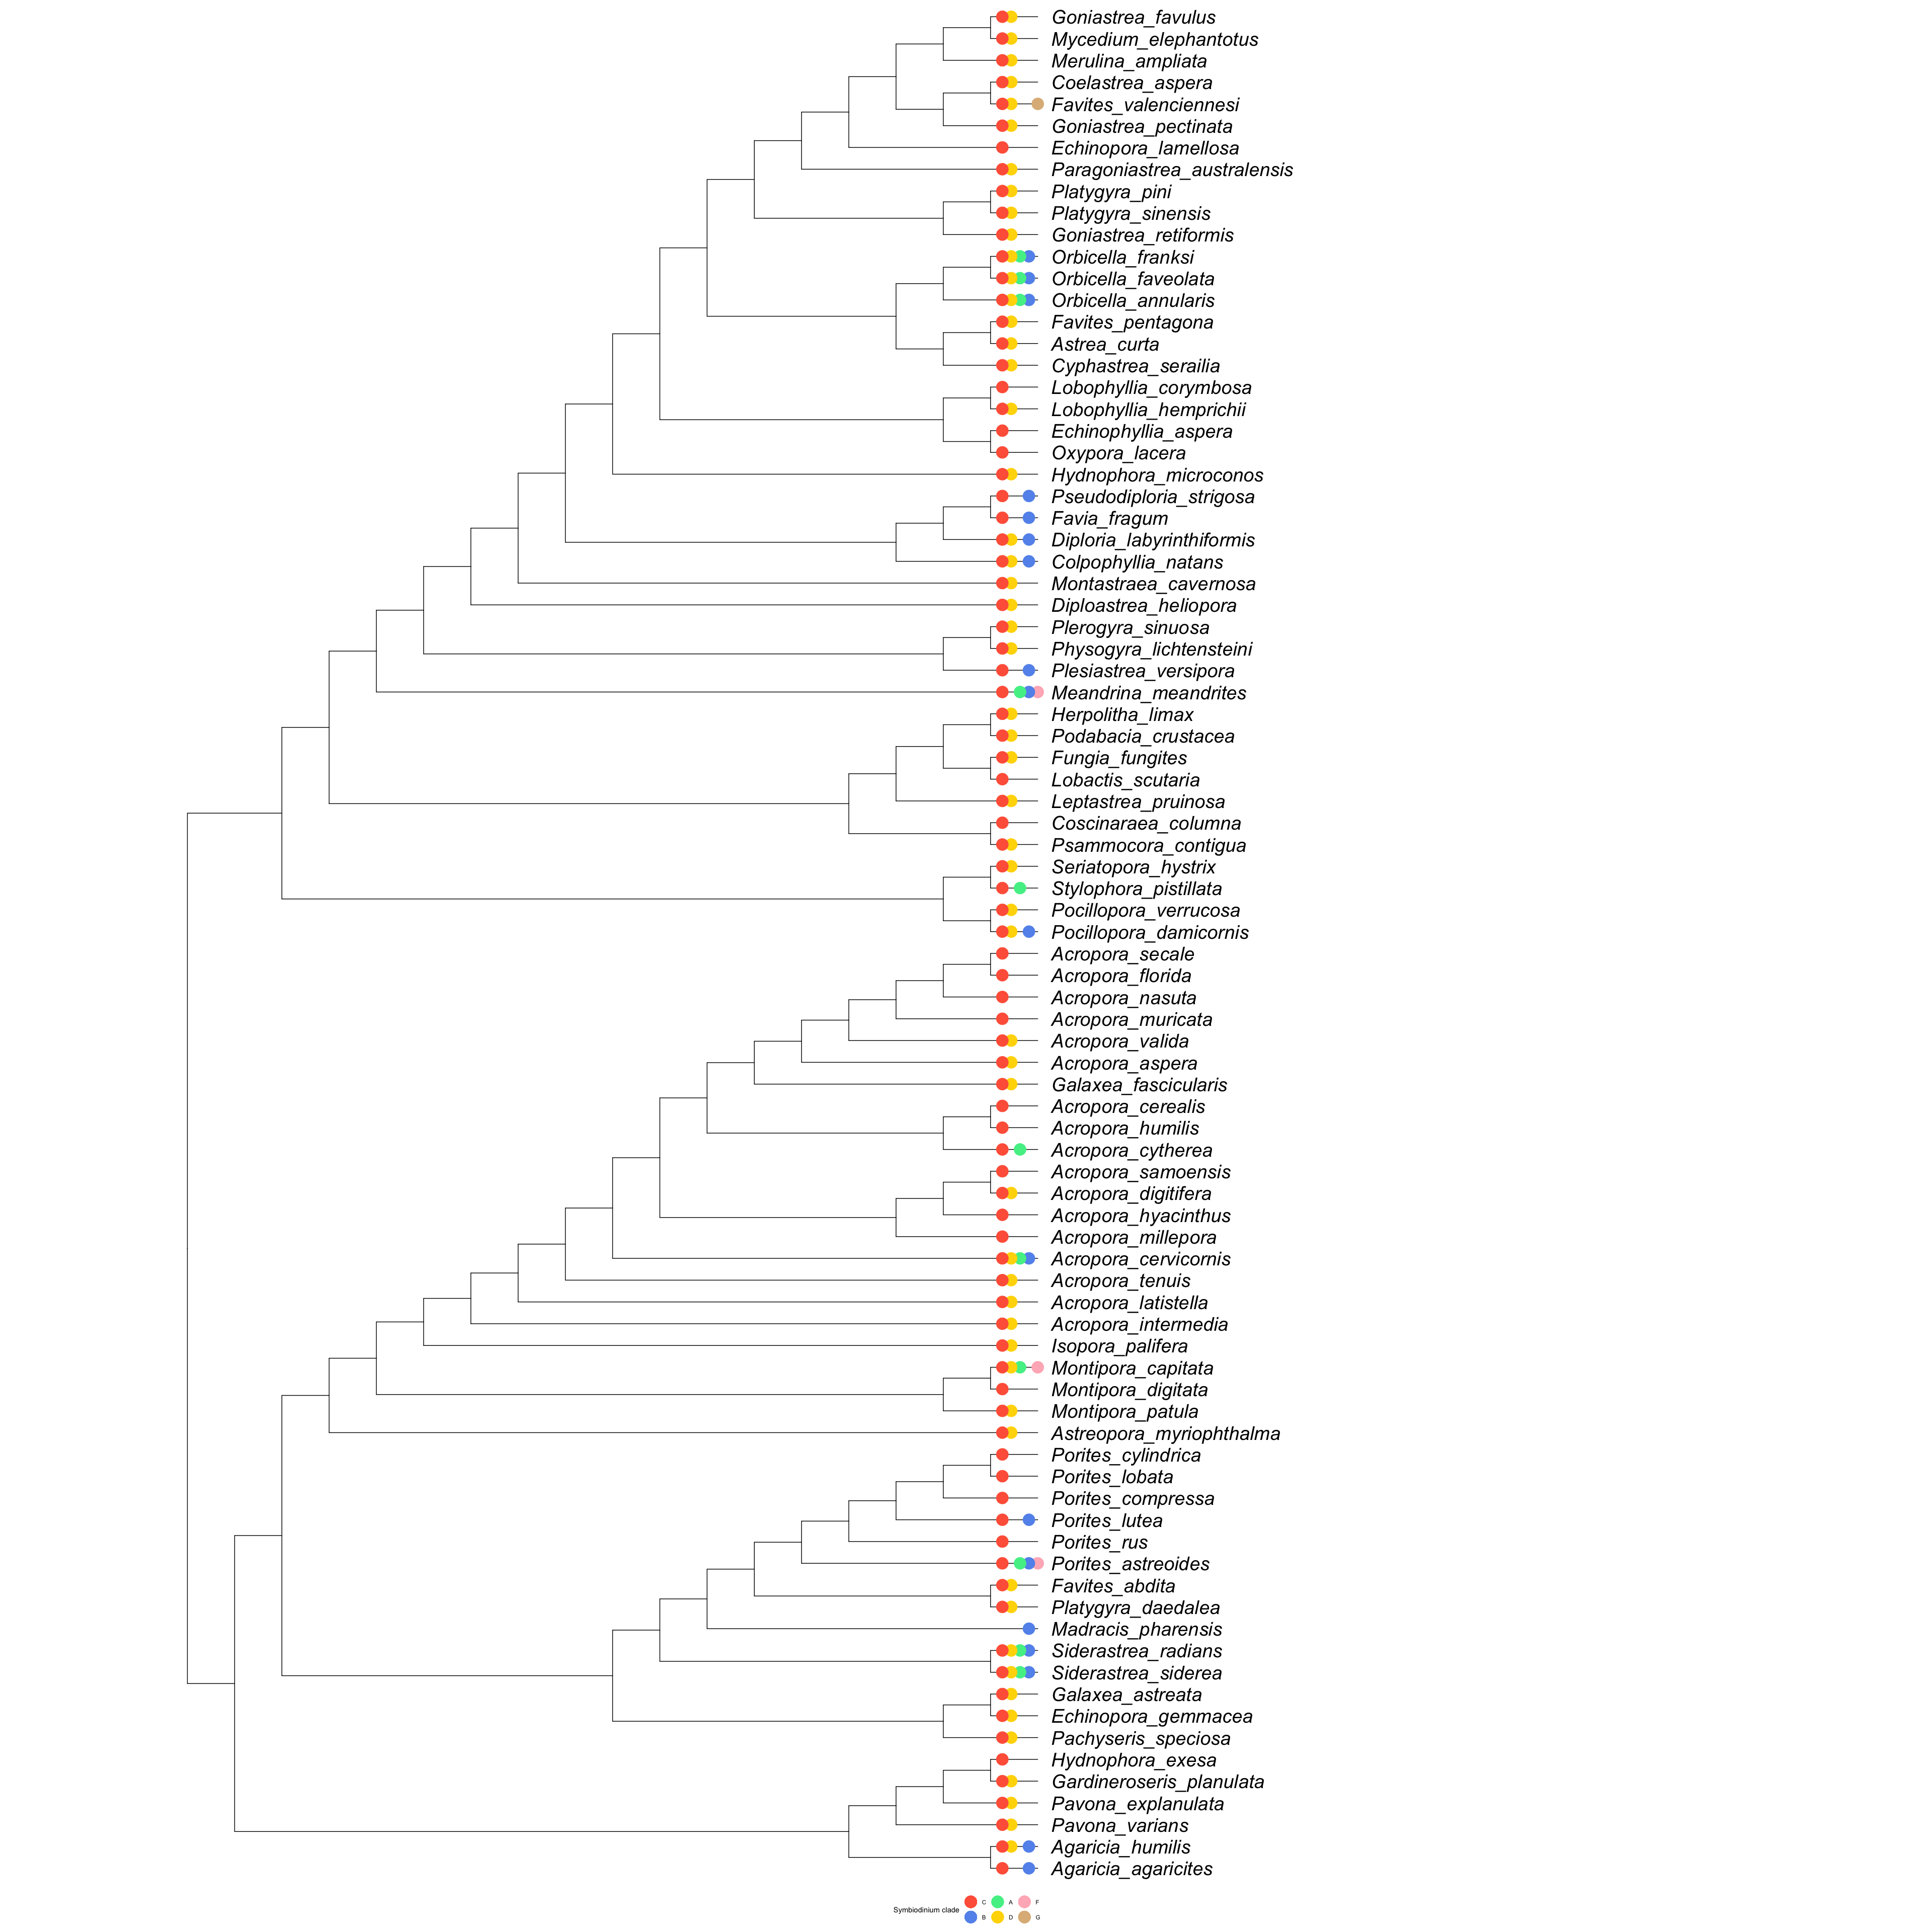 Goniastrea_favulus
Mycedium_elephantotus
Merulina_ampliata
Coelastrea_aspera
Favites_valenciennesi
Goniastrea_pectinata
Echinopora_lamellosa
Paragoniastrea_australensis
Platygyra_pini
Platygyra_sinensis
Goniastrea_retiformis
Orbicella_franksi
Orbicella_faveolata
Orbicella_annularis
Favites_pentagona
Astrea_curta
Cyphastrea_serailia
Lobophyllia_corymbosa
Lobophyllia_hemprichii
Echinophyllia_aspera
Oxypora_lacera
Hydnophora_microconos
Pseudodiploria_strigosa
Favia_fragum
Diploria_labyrinthiformis
Colpophyllia_natans
Montastraea_cavernosa
Diploastrea_heliopora
Plerogyra_sinuosa
Physogyra_lichtensteini
Plesiastrea_versipora
Meandrina_meandrites
Herpolitha_limax
Podabacia_crustacea
Fungia_fungites
Lobactis_scutaria
Leptastrea_pruinosa
Coscinaraea_columna
Psammocora_contigua
Seriatopora_hystrix
Stylophora_pistillata
Pocillopora_verrucosa
Pocillopora_damicornis
Acropora_secale
Acropora_florida
Acropora_nasuta
Acropora_muricata
Acropora_valida
Acropora_aspera
Galaxea_fascicularis
Acropora_cerealis
Acropora_humilis
Acropora_cytherea
Acropora_samoensis
Acropora_digitifera
Acropora_hyacinthus
Acropora_millepora
Acropora_cervicornis
Acropora_tenuis
Acropora_latistella
Acropora_intermedia
Isopora_palifera
Montipora_capitata
Montipora_digitata
Montipora_patula
Astreopora_myriophthalma
Porites_cylindrica
Porites_lobata
Porites_compressa
Porites_lutea
Porites_rus
Porites_astreoides
Favites_abdita
Platygyra_daedalea
Madracis_pharensis
Siderastrea_radians
Siderastrea_siderea
Galaxea_astreata
Echinopora_gemmacea
Pachyseris_speciosa
Hydnophora_exesa
Gardineroseris_planulata
Pavona_explanulata
Pavona_varians
Agaricia_humilis
Agaricia_agaricites
Symbiodinium clade
C A F
B D G